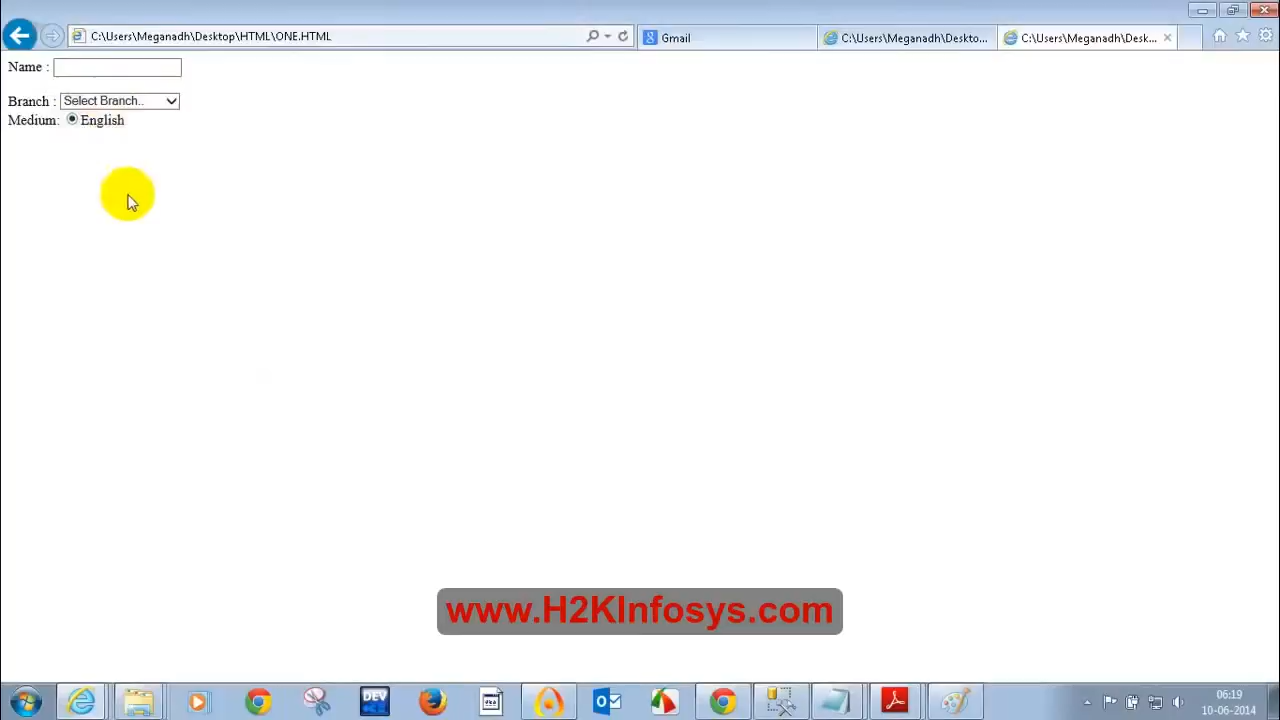 C:\Users\Meganadh\Desktop\HTML\ONE.HTML
Gmail
C:\Users\Meganadh\Deskto...
C:\Users\Meganadh\Desk...
Name :
Branch : Select Branch..
Medium: English
www.H2KInfosys.com
DEV
06:19
10-06-2014